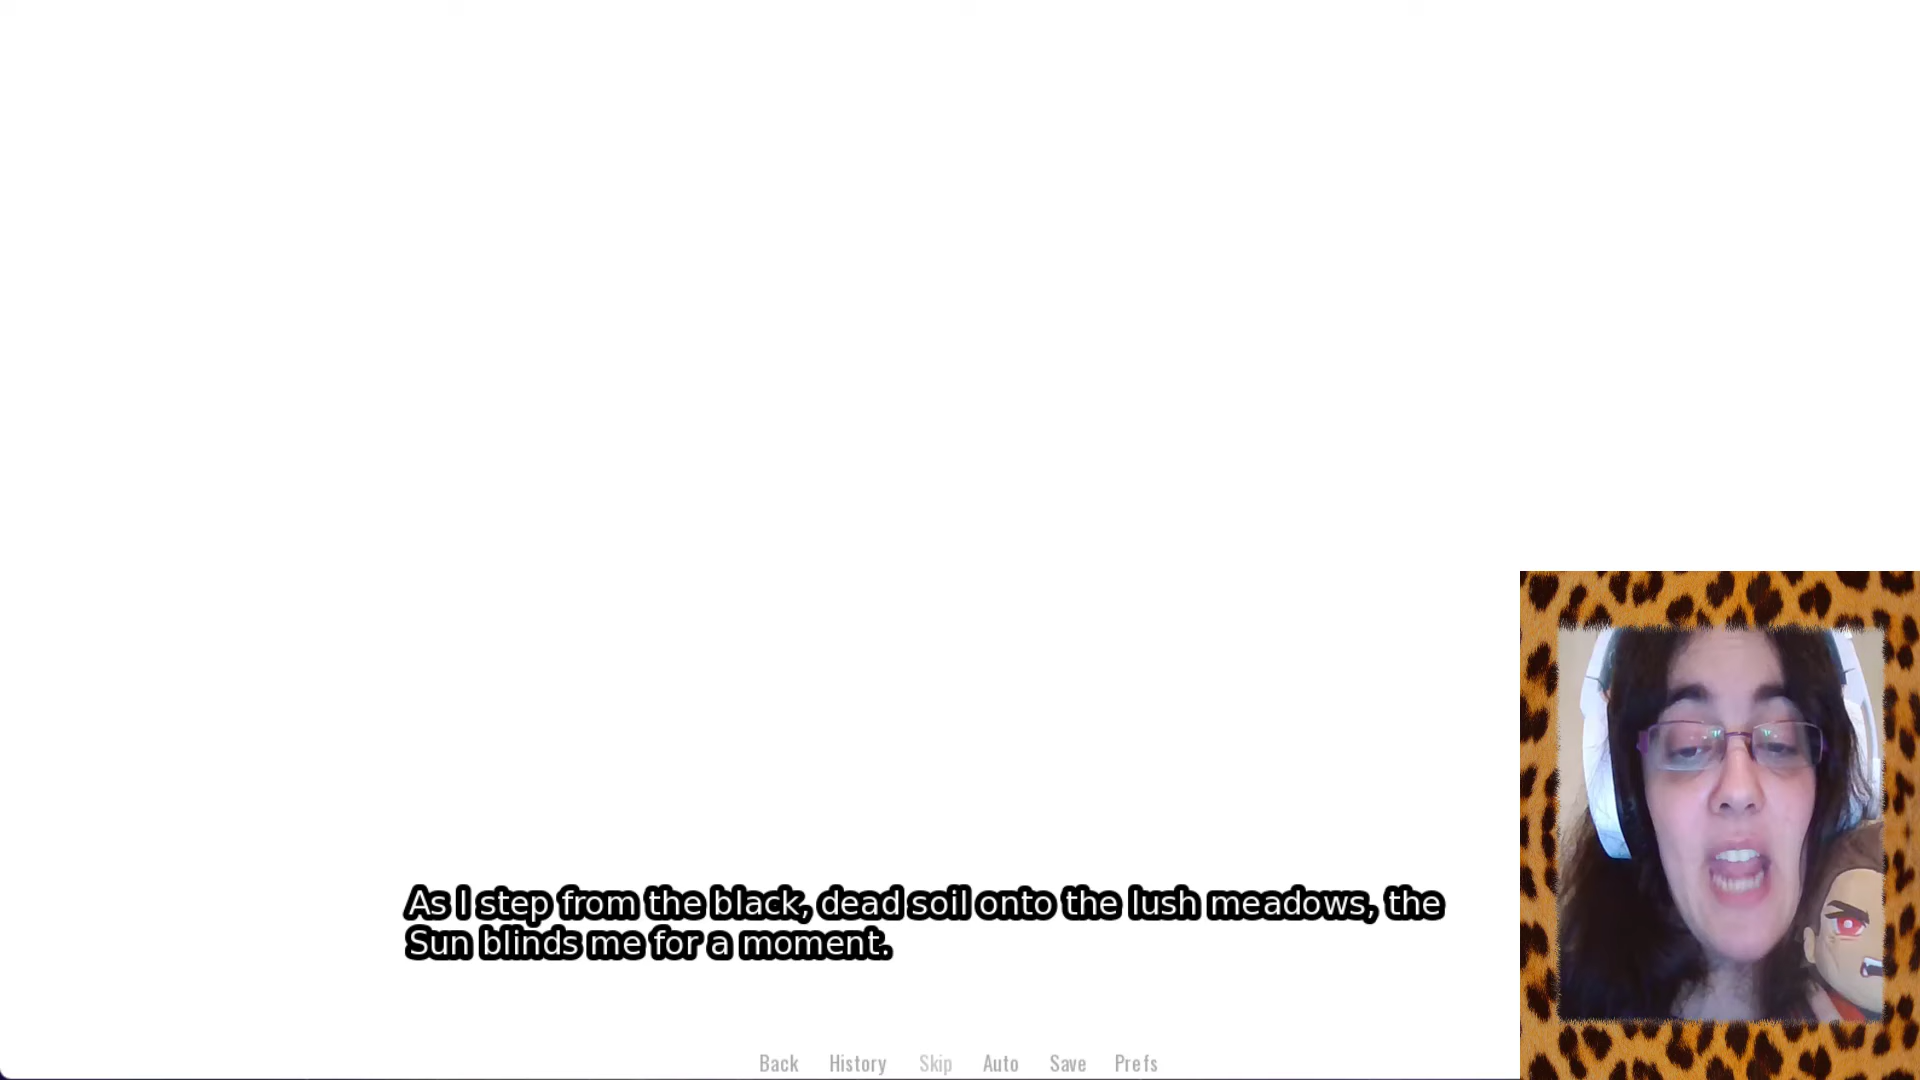 As I step from the black, dead soil onto the lush meadows, the
Sun blinds me for a moment.
Back History Skip Auto Save Prefs